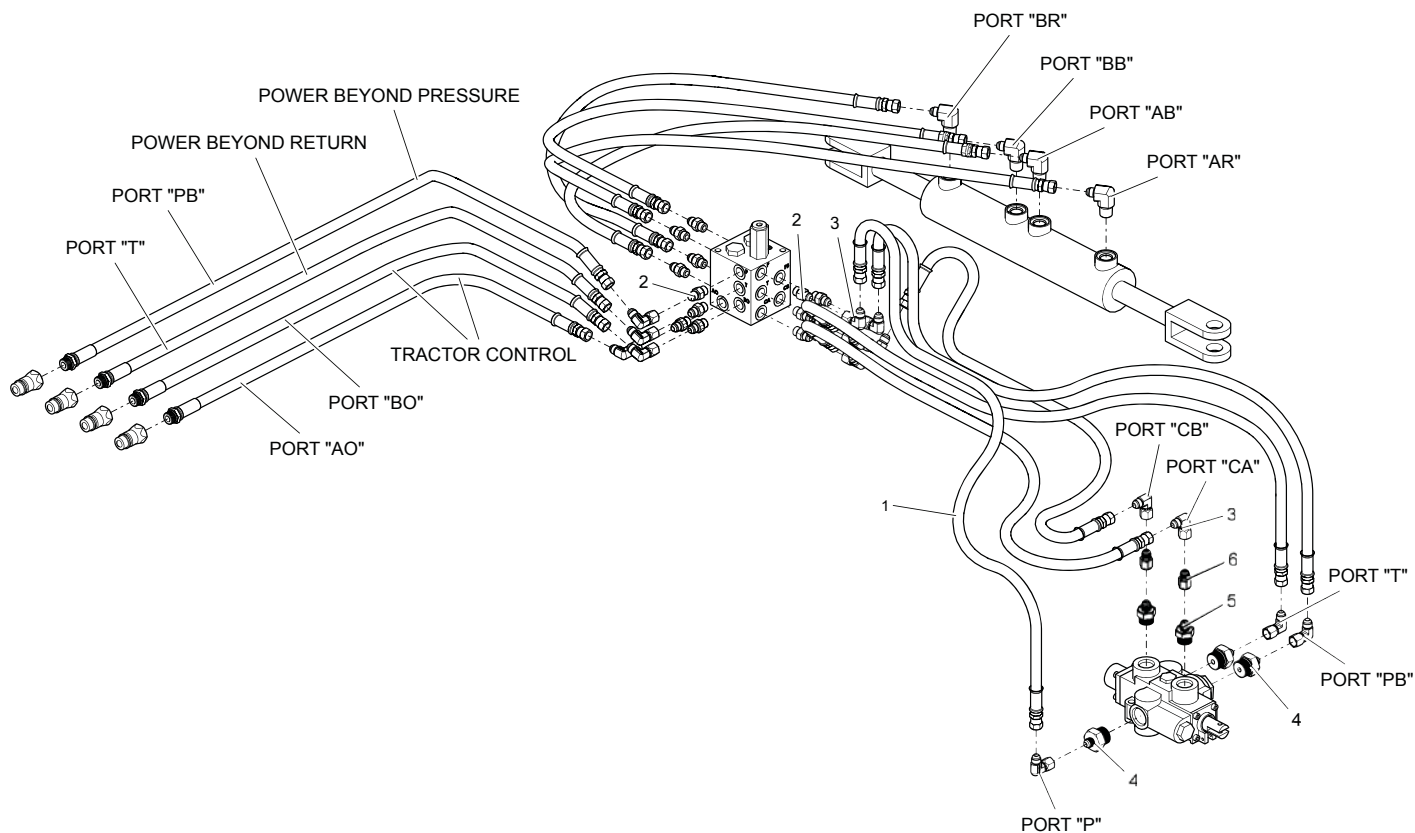 PORT "BR"
PORT "BB"
PORT "AB"
PORT "AR"
POWER BEYOND PRESSURE
POWER BEYOND RETURN
PORT "PB"
PORT "T"
2
2
3
TRACTOR CONTROL
PORT "BO"
PORT "AO"
PORT "CB"
PORT "CA"
1
3
6
5
PORT "T"
PORT "PB"
4
4
PORT "P"